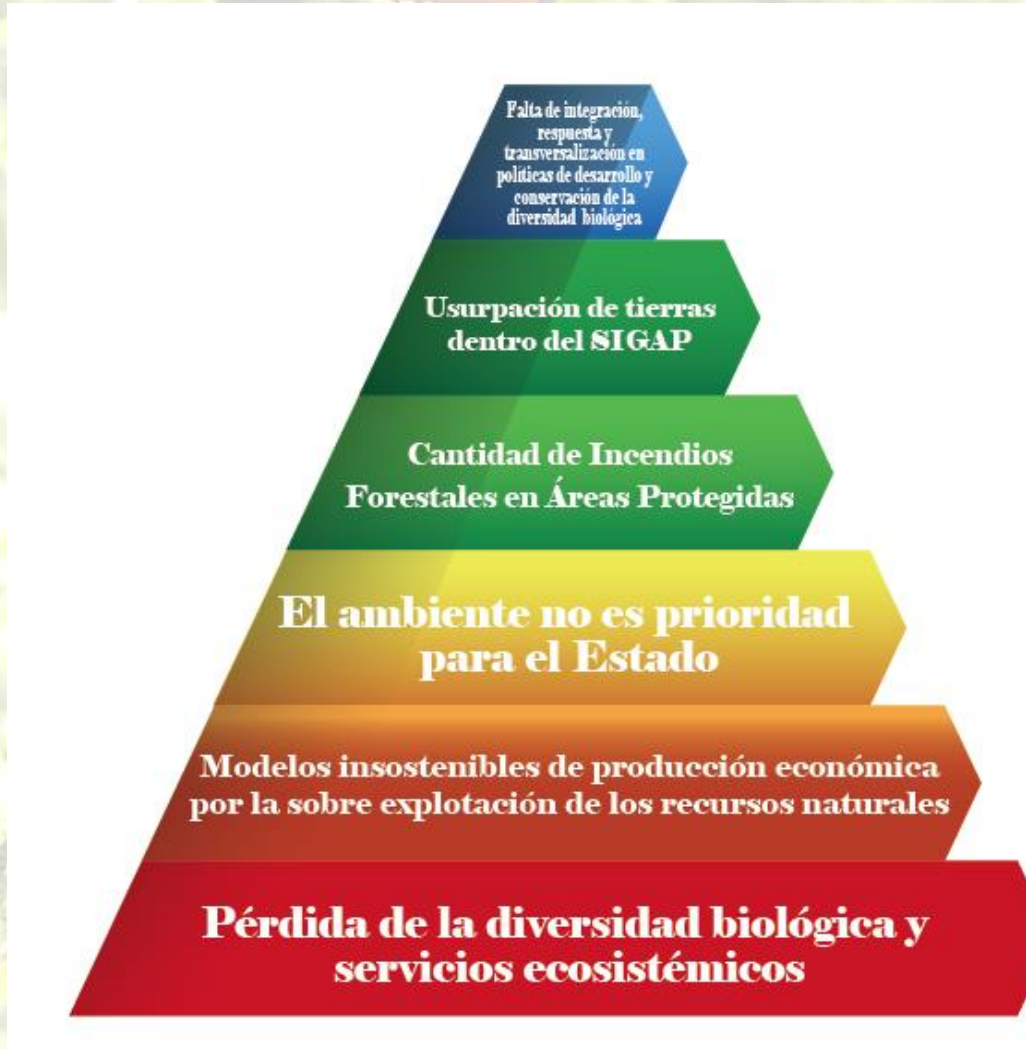 Falta de integración,
respuesta y
transversalización en
políticas de desarrollo y
conservación de la
diversidad biológica
Usurpación de tierras
dentro del SIGAP
Cantidad de Incendios
Forestales en Áreas Protegidas
El ambiente no es prioridad
para el Estado
Modelos insostenibles de producción económica
por la sobre explotación de los recursos naturales
Pérdida de la diversidad biológica y
servicios ecosistémicos